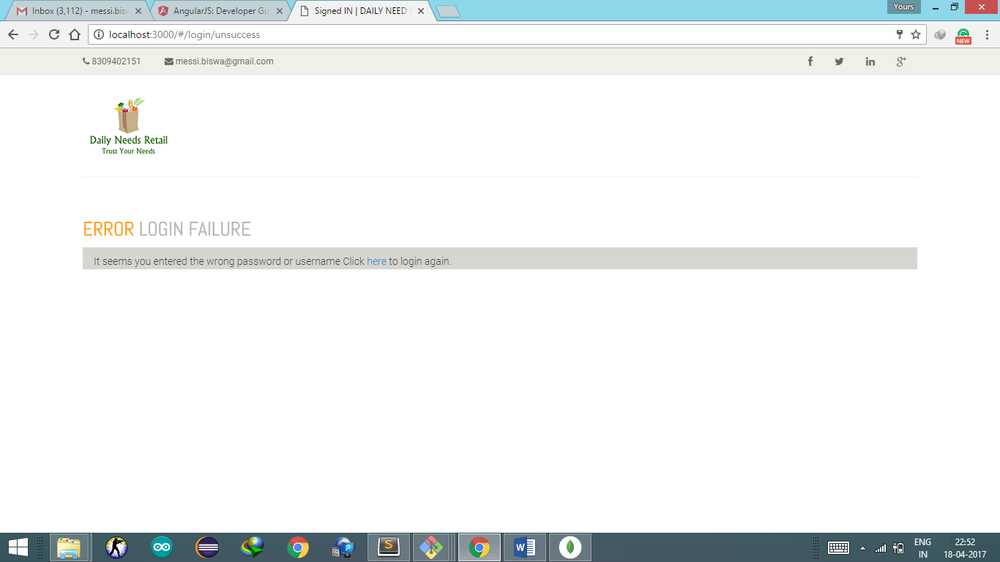 Inbox (3,112) - messi.bis
AngularJS: Developer Gu
Signed IN | DAILY NEED
Yours
localhost:3000/#/login/unsuccess
NEW
8309402151
messi.biswa@gmail.com
Daily Needs Retail
Trust Your Needs
ERROR LOGIN FAILURE
It seems you entered the wrong password or username Click here to login again.
ENG
IN
22:52
18-04-2017